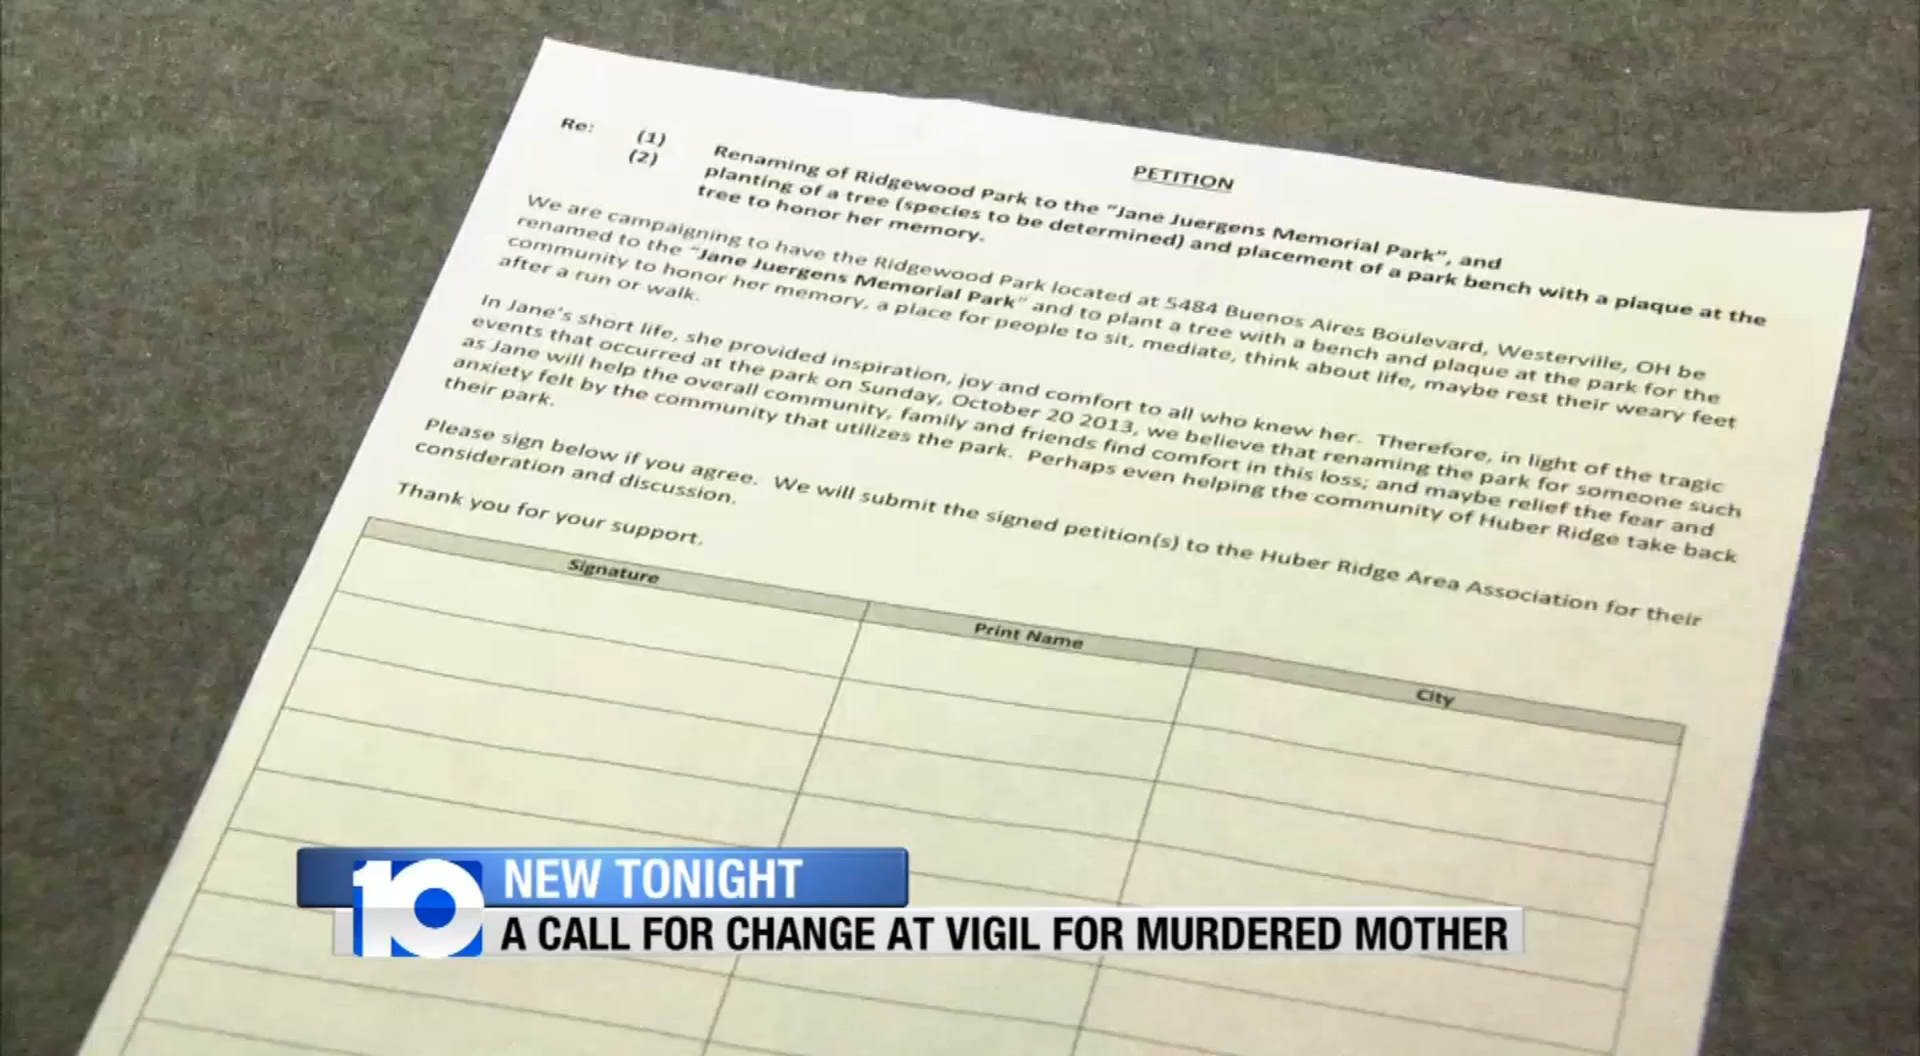 PETITION
Re: (1) Renaming of Ridgewood Park to the "Jane Juergens Memorial Park", and
(2) planting of a tree (species to be determined) and placement of a park bench with a plaque at the
tree to honor her memory.
We are campaigning to have the Ridgewood Park located at 5484 Buenos Aires Boulevard, Westerville, OH be
renamed to the "Jane Juergens Memorial Park" and to plant a tree with a bench and plaque at the park for the
community to honor her memory, a place for people to sit, mediate, think about life, maybe rest their weary feet
after a run or walk.
In Jane's short life, she provided inspiration, joy and comfort to all who knew her. Therefore, in light of the tragic
events that occurred at the park on Sunday, October 20 2013, we believe that renaming the park for someone such
as Jane will help the overall community, family and friends find comfort in this loss; and maybe relief the fear and
anxiety felt by the community that utilizes the park. Perhaps even helping the community of Huber Ridge take back
their park.
Please sign below if you agree. We will submit the signed petition(s) to the Huber Ridge Area Association for their
consideration and discussion.
Thank you for your support.
Signature Print Name City
10 NEW TONIGHT
A CALL FOR CHANGE AT VIGIL FOR MURDERED MOTHER